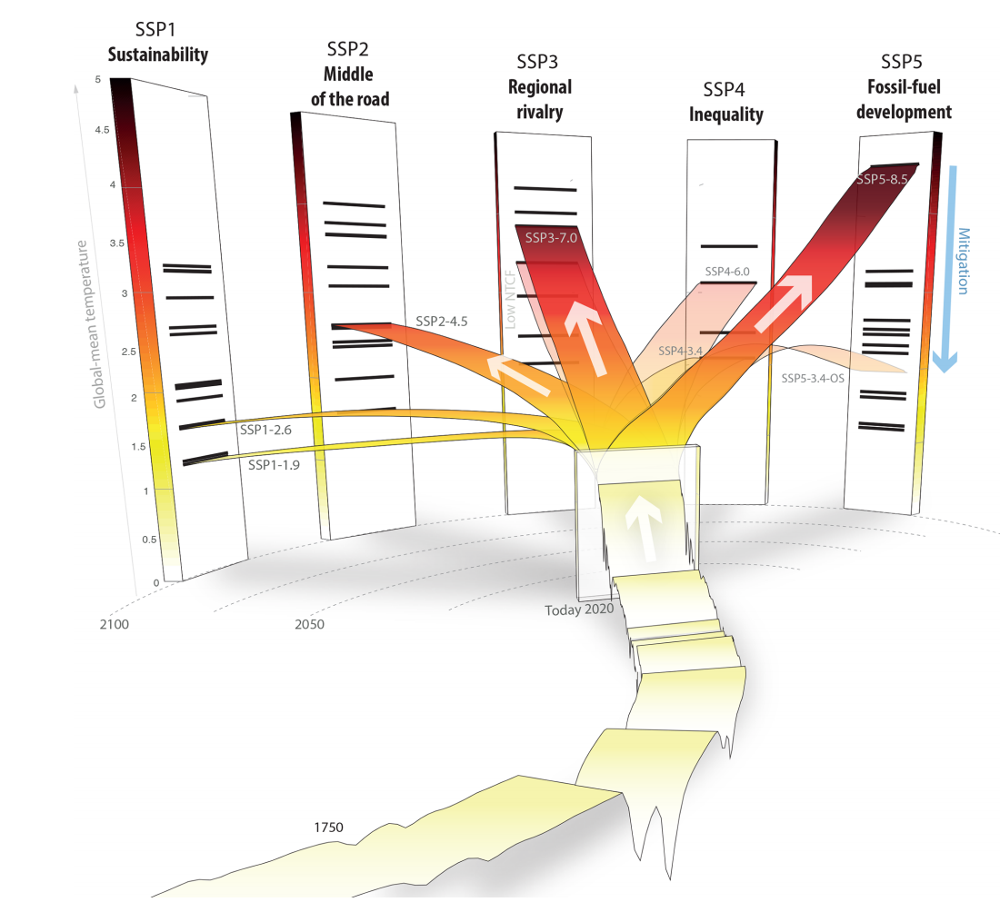 SSP1
Sustainability
SSP2
Middle
of the road
SSP3
Regional
rivalry
SSP4
Inequality
SSP5
Fossil-fuel
development
5
4.5
4
3.5
3
2.5
2
1.5
1
0.5
0
Global-mean temperature
SSP1-2.6
SSP1-1.9
SSP2-4.5
Low NTCF
SSP3-7.0
SSP4-6.0
SSP4-3.4
SSP5-8.5
SSP5-3.4-OS
Mitigation
2100
2050
Today 2020
1750